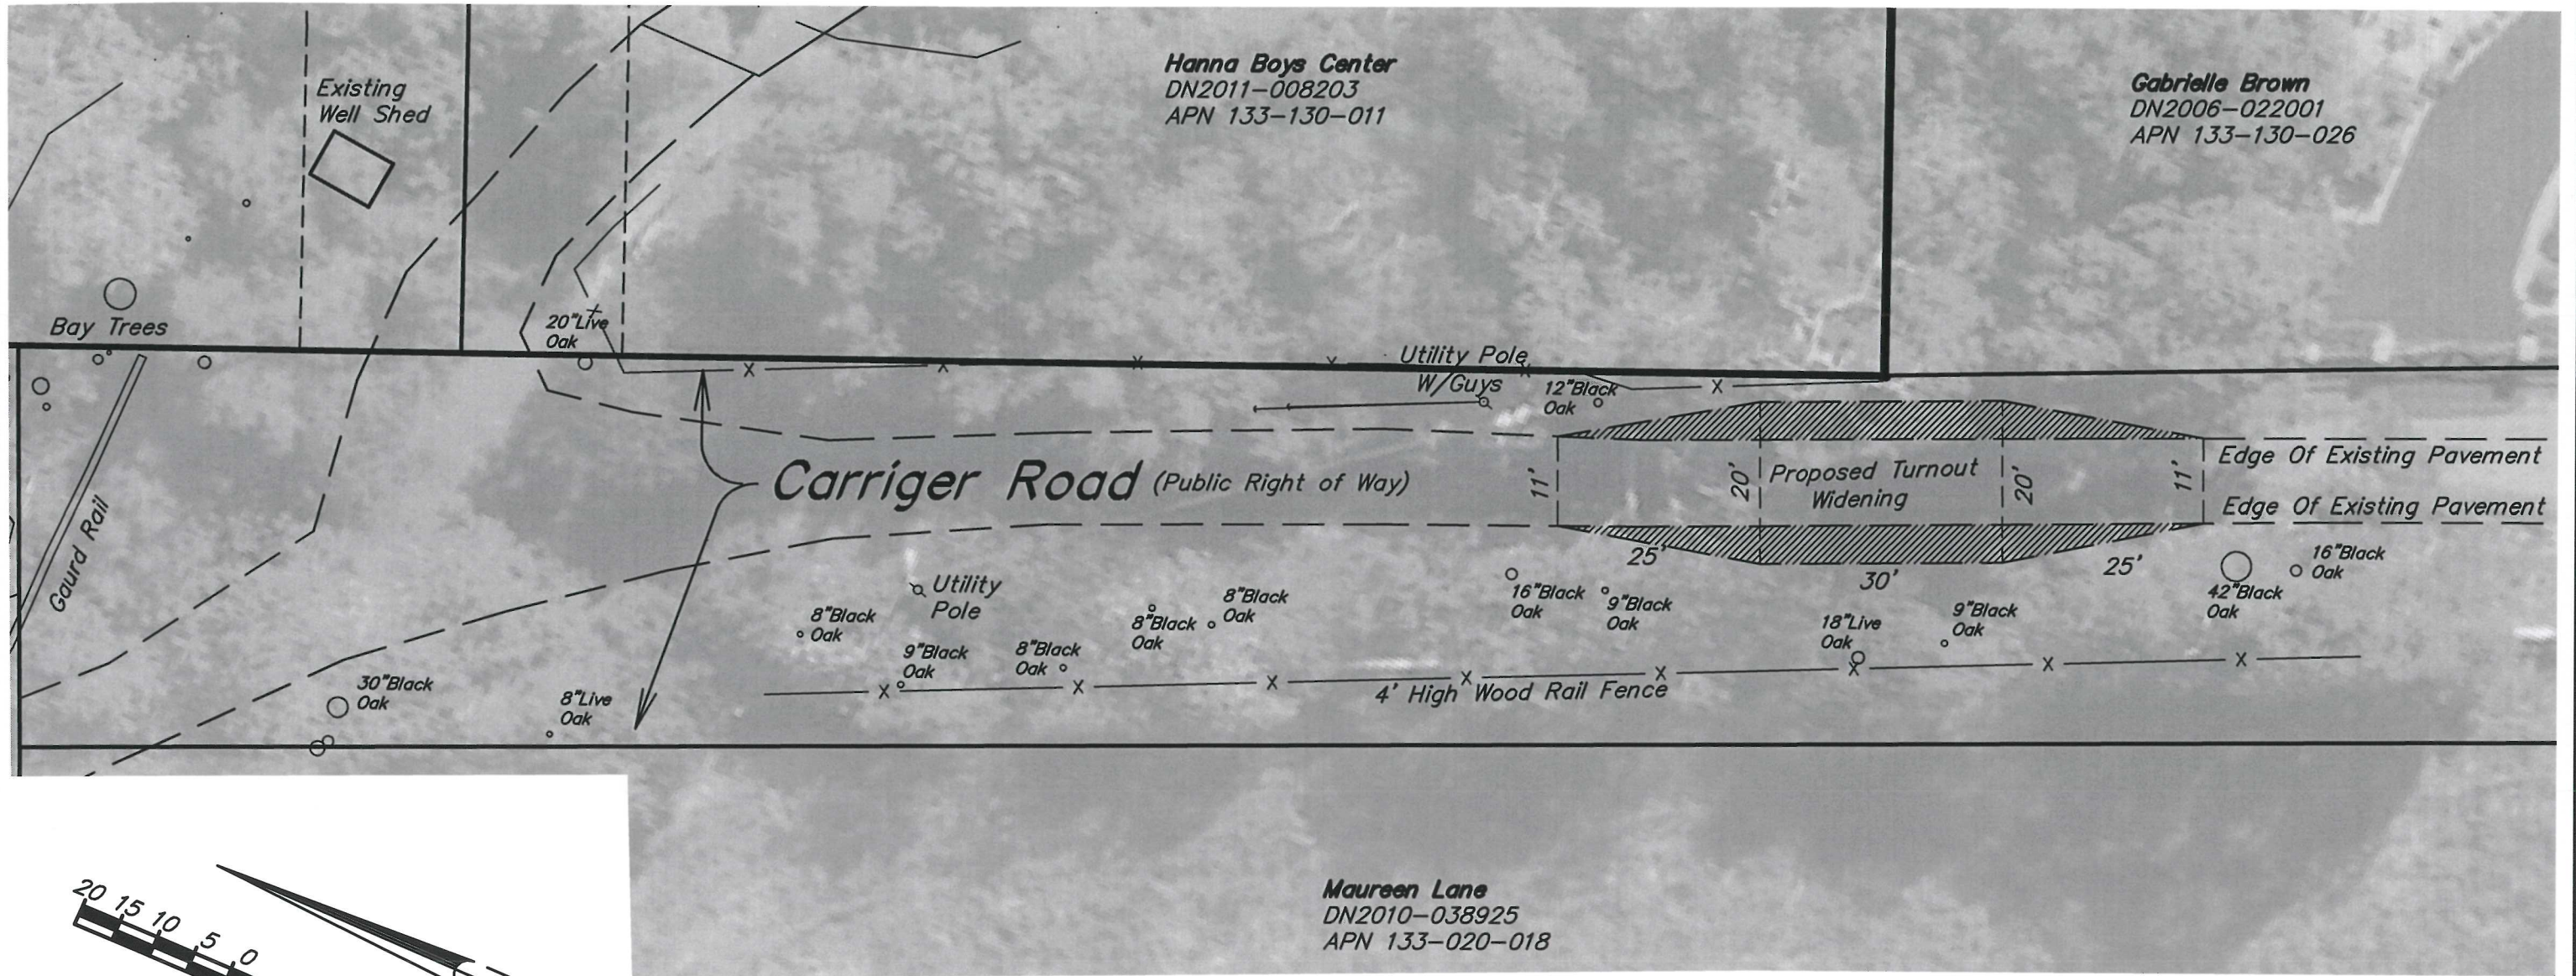 Hanna Boys Center
DN2011-008203
APN 133-130-011
Gabrielle Brown
DN2006-022001
APN 133-130-026
Existing
Well Shed
Bay Trees
20"Live
Oak
Utility Pole
W/Guys
12"Black
Oak
Carriger Road (Public Right of Way)
11'
20'
Proposed Turnout
Widening
20'
11'
Edge Of Existing Pavement
Edge Of Existing Pavement
Gaurd Rail
25'
30'
25'
Utility
Pole
8"Black
Oak
9"Black
Oak
8"Black
Oak
8"Black
Oak
8"Black
Oak
16"Black
Oak
9"Black
Oak
18"Live
Oak
9"Black
Oak
42"Black
Oak
16"Black
Oak
30"Black
Oak
8"Live
Oak
4' High Wood Rail Fence
20 15 10 5 0
Maureen Lane
DN2010-038925
APN 133-020-018